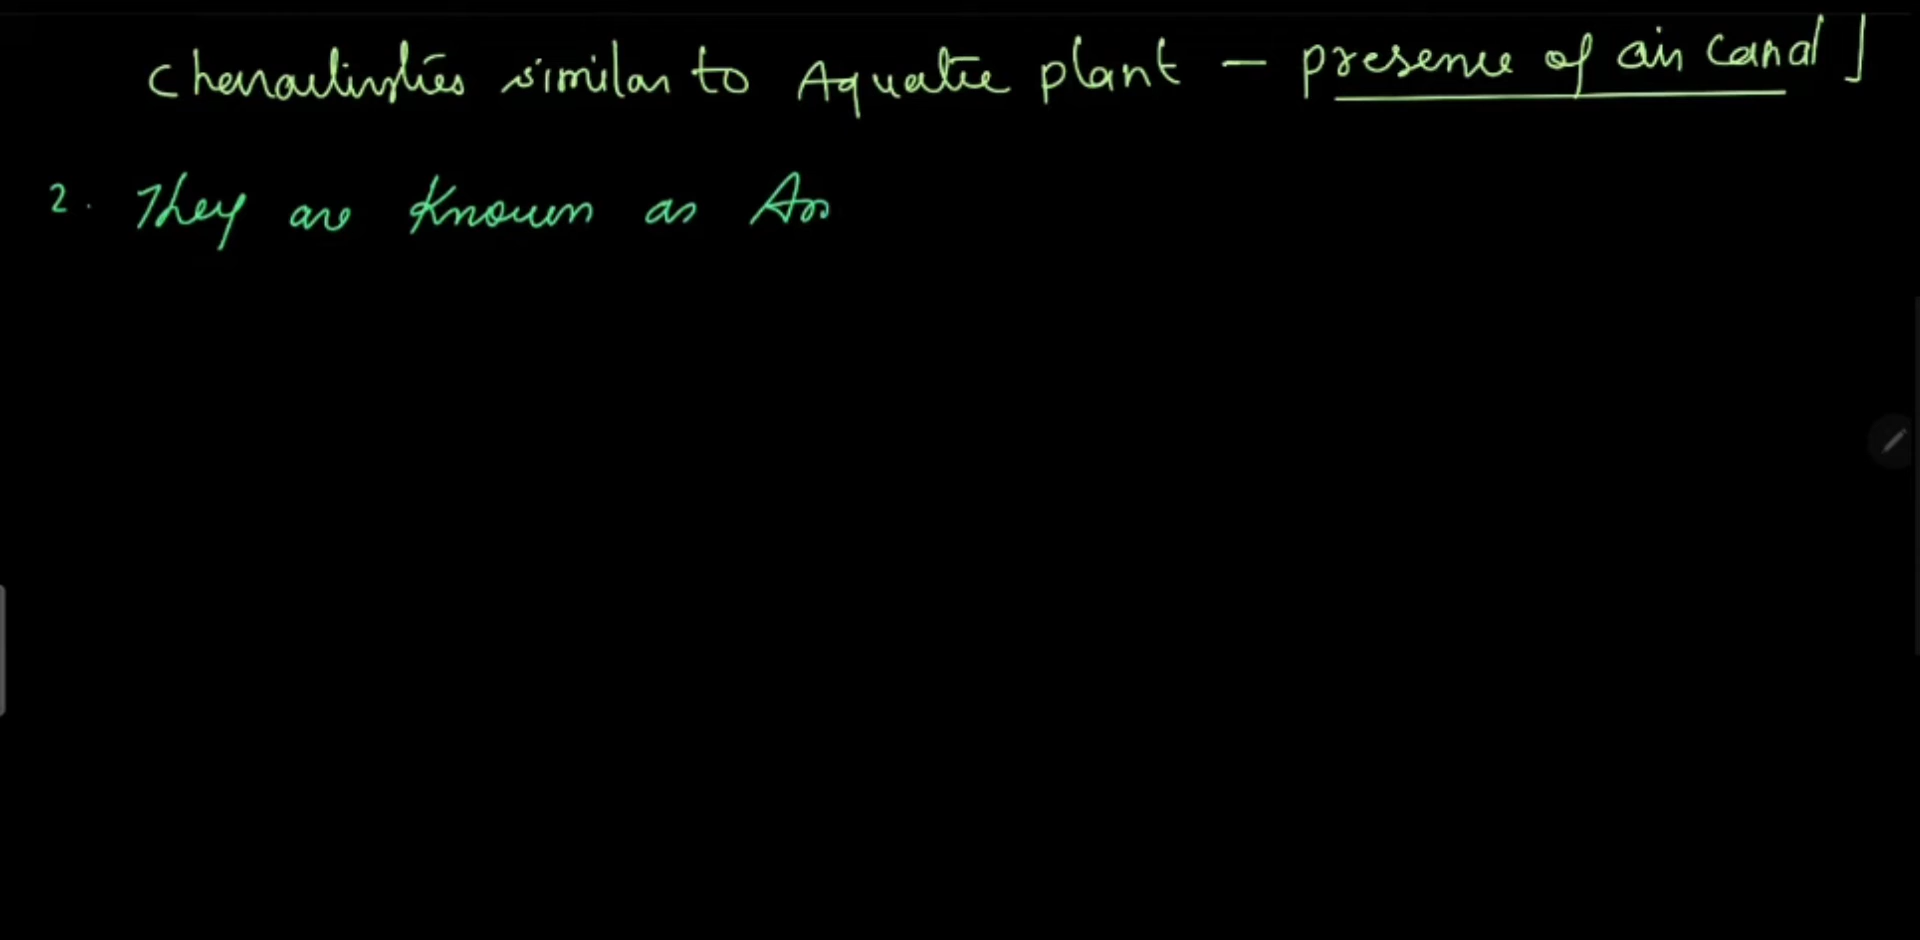 Characteristics similar to Aquatic plant – presence of air canal ]
2. They are known as